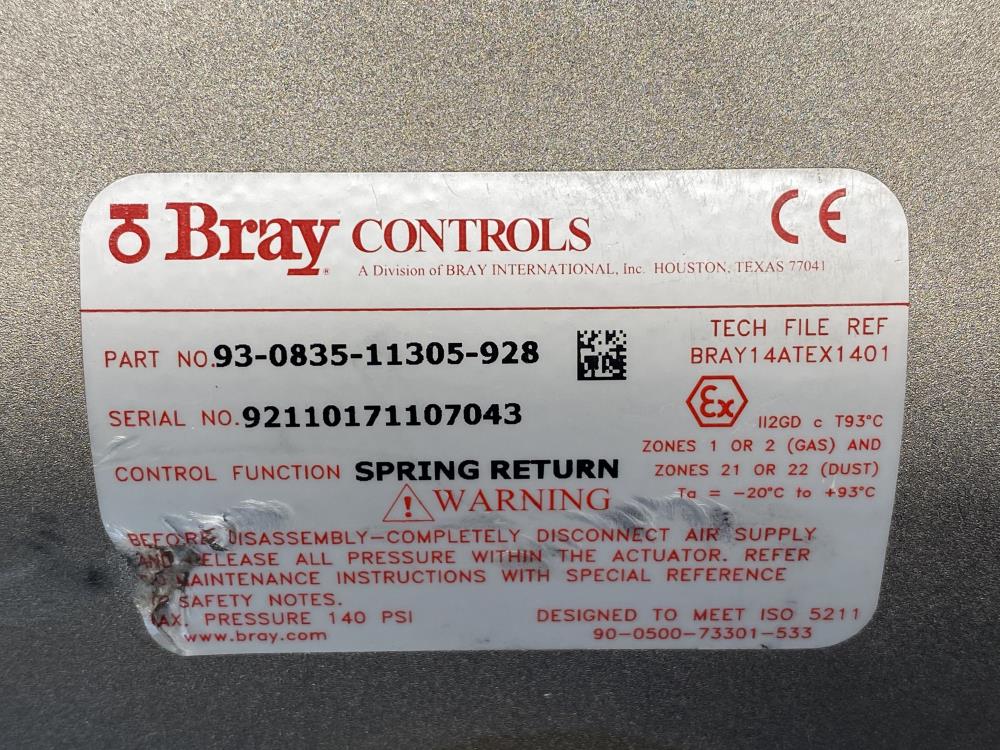 Bray CONTROLS
A Division of BRAY INTERNATIONAL, Inc. HOUSTON, TEXAS 77041
CE
PART NO. 93-0835-11305-928
SERIAL NO. 92110171107043
CONTROL FUNCTION SPRING RETURN
TECH FILE REF
BRAY14ATEX1401
Ex
II2GD c T93°C
ZONES 1 OR 2 (GAS) AND
ZONES 21 OR 22 (DUST)
Ta = -20°C to +93°C
WARNING
BEFORE DISASSEMBLY-COMPLETELY DISCONNECT AIR SUPPLY
AND RELEASE ALL PRESSURE WITHIN THE ACTUATOR. REFER
MAINTENANCE INSTRUCTIONS WITH SPECIAL REFERENCE
SAFETY NOTES.
MAX. PRESSURE 140 PSI
www.bray.com
DESIGNED TO MEET ISO 5211
90-0500-73301-533